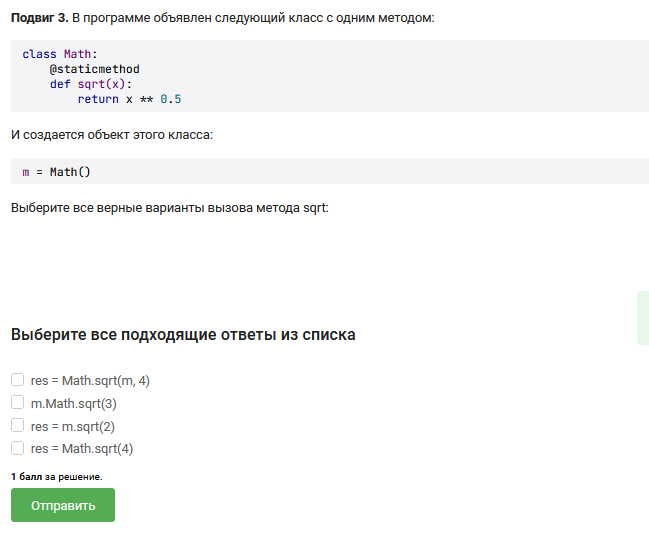 Подвиг 3. В программе объявлен следующий класс с одним методом:
class Math:
    @staticmethod
    def sqrt(x):
        return x ** 0.5
И создается объект этого класса:
m = Math()
Выберите все верные варианты вызова метода sqrt:
Выберите все подходящие ответы из списка
res = Math.sqrt(m, 4)
m.Math.sqrt(3)
res = m.sqrt(2)
res = Math.sqrt(4)
1 балл за решение.
Отправить